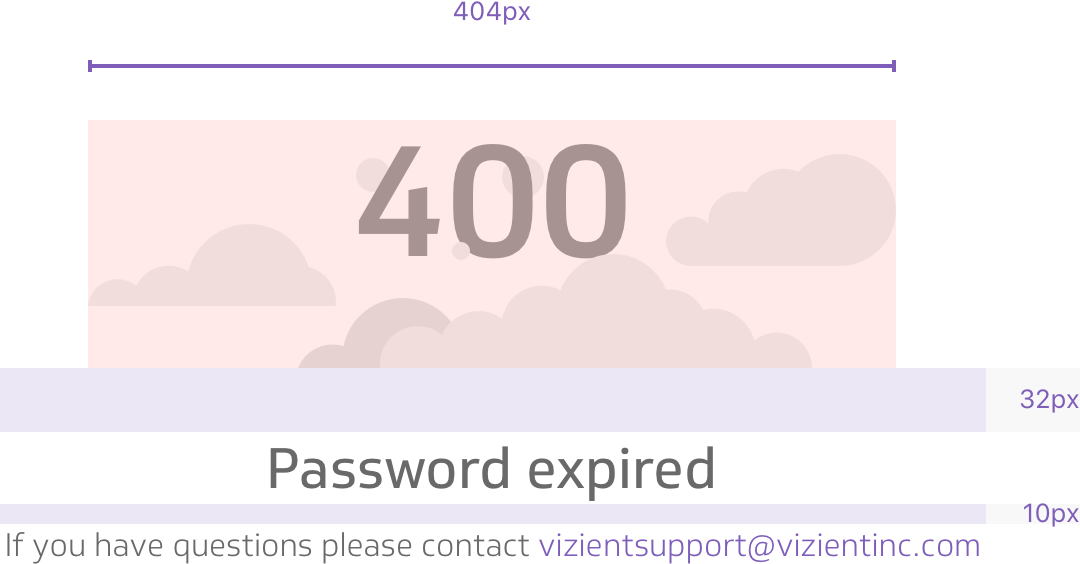 404px
400
32px
Password expired
10px
If you have questions please contact vizientsupport@vizientinc.com